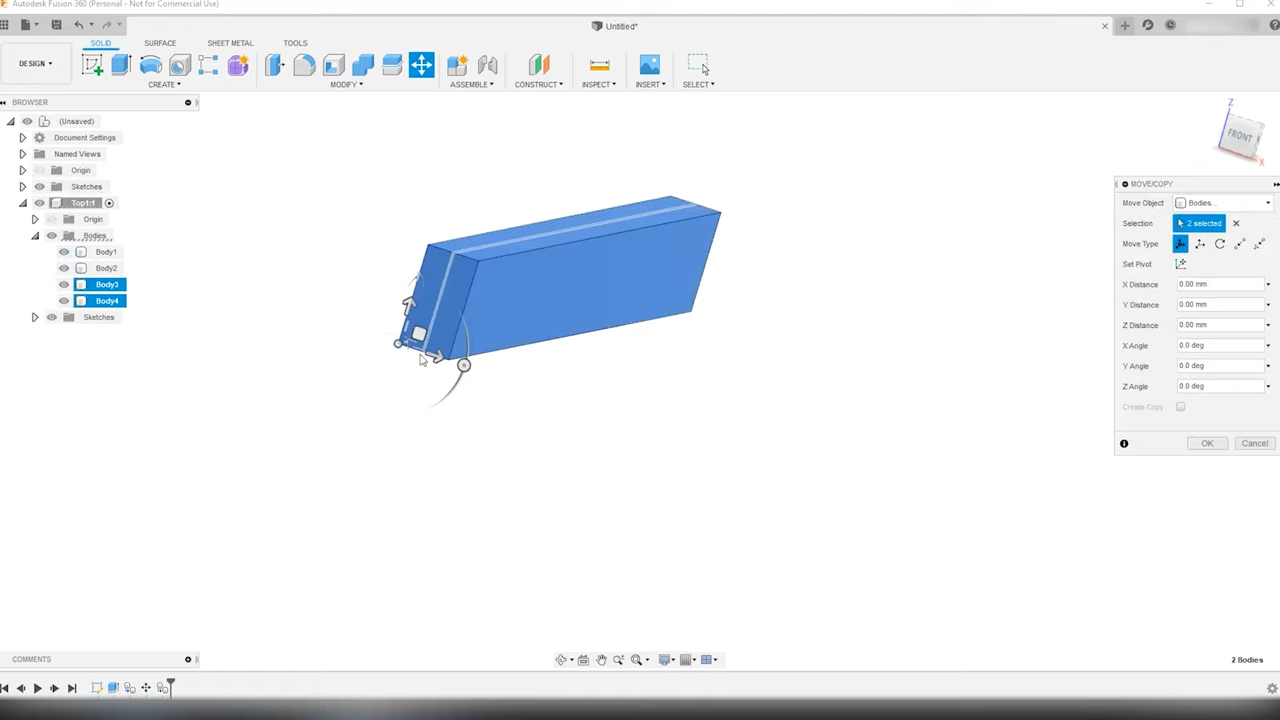 Autodesk Fusion 360 (Personal - Not for Commercial Use)
Untitled*
DESIGN
SOLID SURFACE SHEET METAL TOOLS
CREATE MODIFY ASSEMBLE CONSTRUCT INSPECT INSERT SELECT
BROWSER
(Unsaved)
Document Settings
Named Views
Origin
Sketches
Top1:1
Origin
Bodies
Body1
Body2
Body3
Body4
Sketches
Z
FRONT
X
MOVE/COPY
Move Object Bodies...
Selection 2 selected
Move Type
Set Pivot
X Distance 0.00 mm
Y Distance 0.00 mm
Z Distance 0.00 mm
X Angle 0.0 deg
Y Angle 0.0 deg
Z Angle 0.0 deg
Create Copy
OK Cancel
COMMENTS
2 Bodies